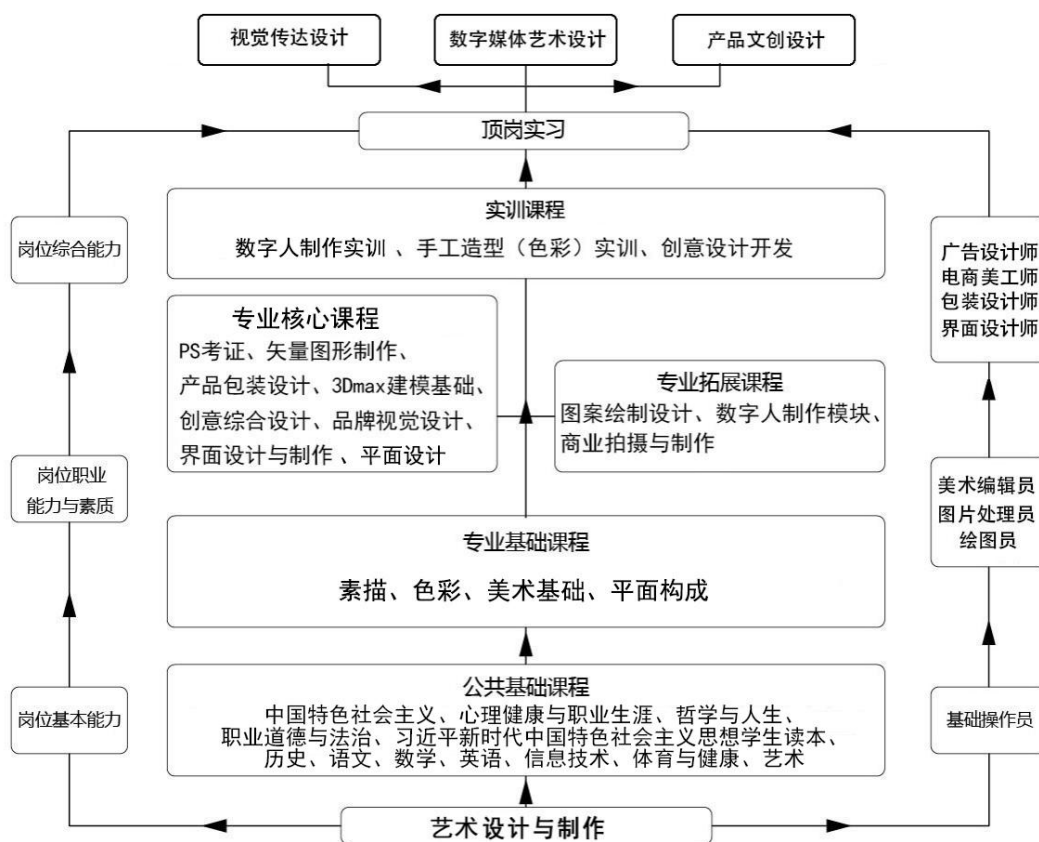 视觉传达设计
数字媒体艺术设计
产品文创设计
顶岗实习
实训课程
数字人制作实训 、手工造型（色彩）实训、创意设计开发
岗位综合能力
广告设计师
电商美工师
包装设计师
界面设计师
专业核心课程
PS考证、矢量图形制作、
产品包装设计、3Dmax建模基础、
创意综合设计、品牌视觉设计、
界面设计与制作 、平面设计
专业拓展课程
图案绘制设计、数字人制作模块、
商业拍摄与制作
岗位职业
能力与素质
美术编辑员
图片处理员
绘图员
专业基础课程
素描、色彩、美术基础、平面构成
公共基础课程
中国特色社会主义、心理健康与职业生涯、哲学与人生、
职业道德与法治、习近平新时代中国特色社会主义思想学生读本、
历史、语文、数学、英语、信息技术、体育与健康、艺术
岗位基本能力
基础操作员
艺术设计与制作